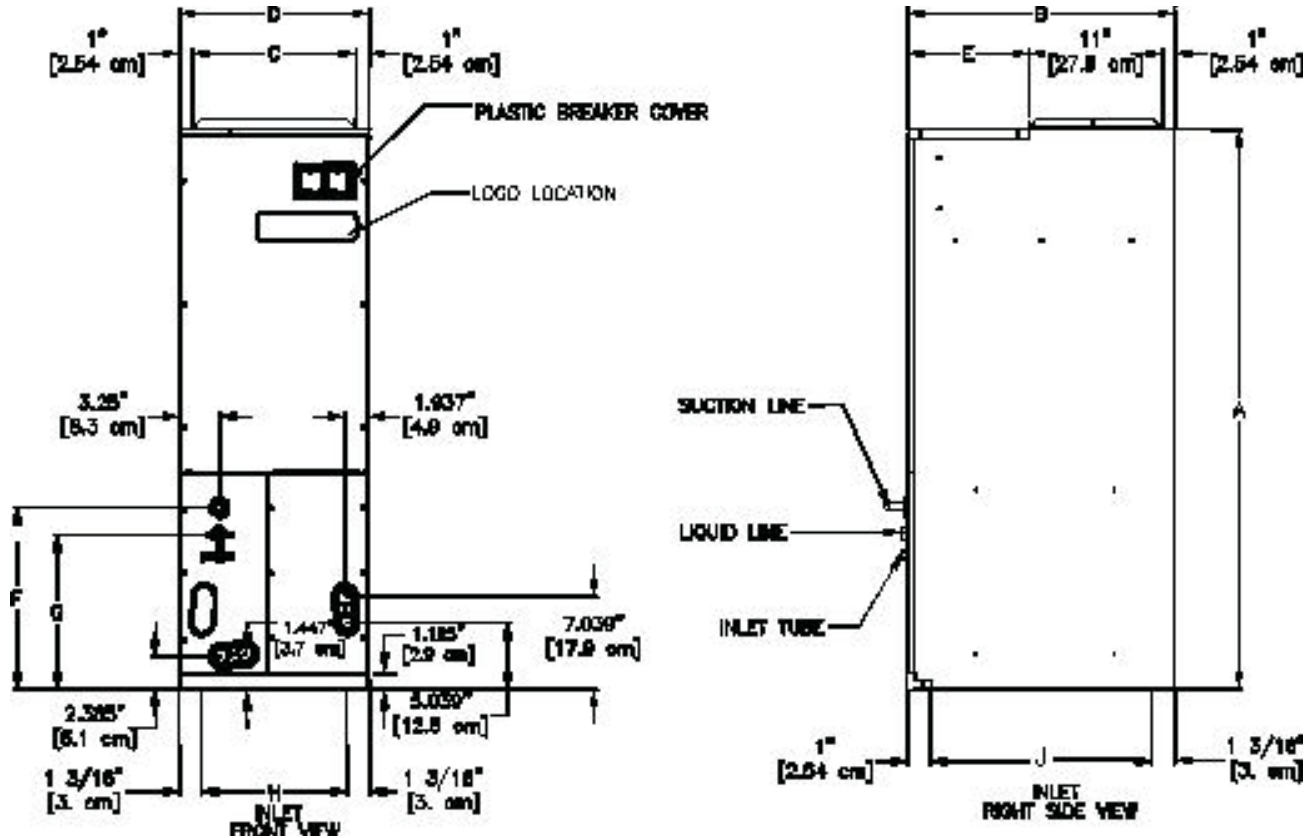 D
1"
[2.54 cm]
C
1"
[2.54 cm]
PLASTIC BREAKER COVER
LOGO LOCATION
3.25"
[8.3 cm]
1.937"
[4.9 cm]
F
G
1.447"
[3.7 cm]
1.185"
[2.9 cm]
7.039"
[17.9 cm]
5.039"
[12.8 cm]
[6.1 cm]
1 3/16"
[3. cm]
H
1 3/16"
[3. cm]
INLET
FRONT VIEW
B
E
11"
[27.9 cm]
1"
[2.54 cm]
A
SUCTION LINE
LIQUID LINE
INLET TUBE
1"
[2.54 cm]
J
1 3/16"
[3. cm]
INLET
RIGHT SIDE VIEW